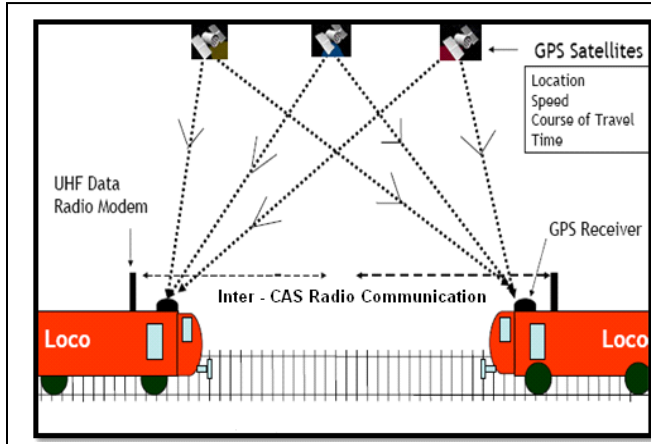 GPS Satellites
Location
Speed
Course of Travel
Time
UHF Data
Radio Modem
GPS Receiver
Inter - CAS Radio Communication
Loco
Loco